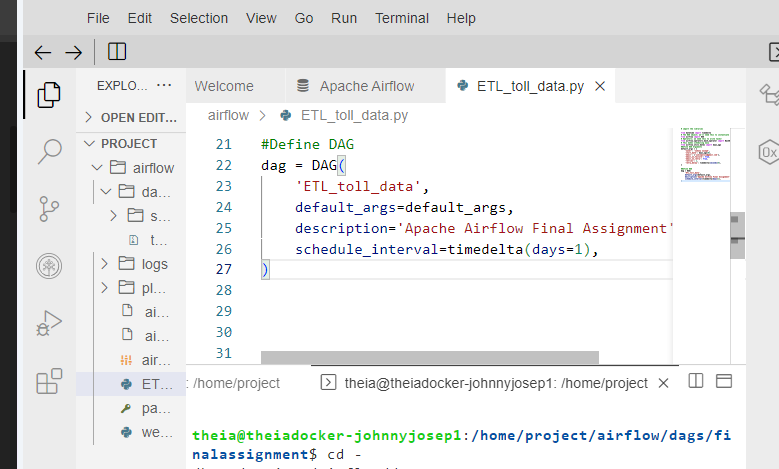 File Edit Selection View Go Run Terminal Help
EXPLO... ...
Welcome
Apache Airflow
ETL_toll_data.py
OPEN EDIT...
airflow > ETL_toll_data.py
PROJECT
airflow
da...
s...
t...
logs
pl...
ai...
ai...
air...
ET...
pa...
we...
21 #Define DAG
22 dag = DAG(
23 'ETL_toll_data',
24 default_args=default_args,
25 description='Apache Airflow Final Assignment'
26 schedule_interval=timedelta(days=1),
27 )
28
29
30
31
: /home/project
theia@theiadocker-johnnyjosep1: /home/project
theia@theiadocker-johnnyjosep1:/home/project/airflow/dags/fi
nalassignment$ cd -